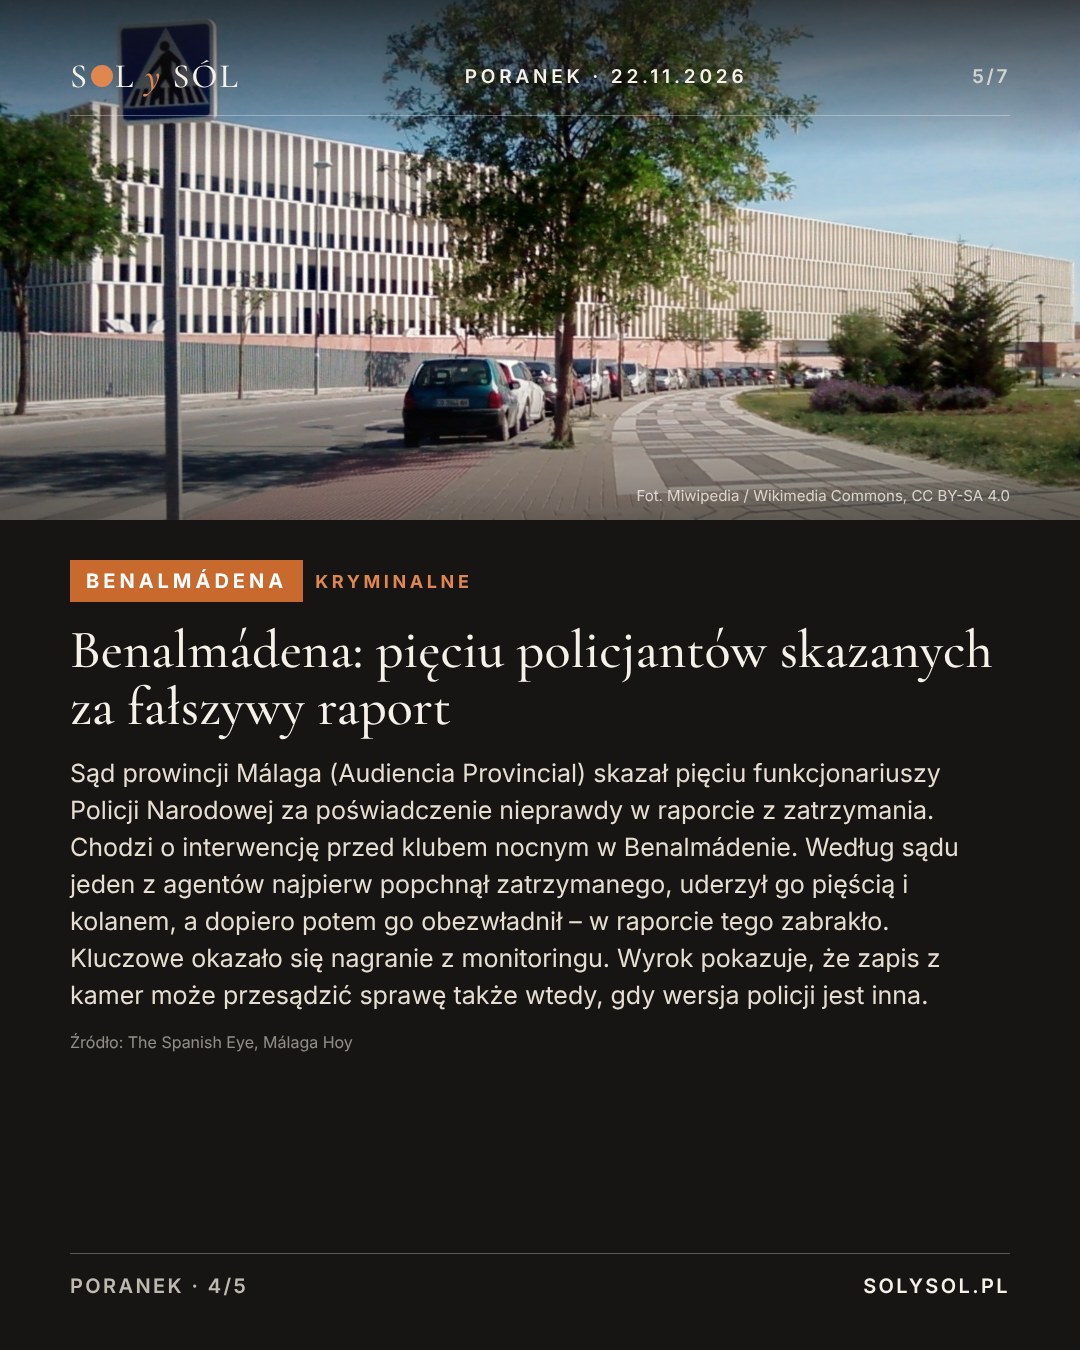 SOL y SÓL
PORANEK · 22.11.2026
5/7
Fot. Miwipedia / Wikimedia Commons, CC BY-SA 4.0
BENALMÁDENA
KRYMINALNE
Benalmádena: pięciu policjantów skazanych
za fałszywy raport
Sąd prowincji Málaga (Audiencia Provincial) skazał pięciu funkcjonariuszy
Policji Narodowej za poświadczenie nieprawdy w raporcie z zatrzymania.
Chodzi o interwencję przed klubem nocnym w Benalmádenie. Według sądu
jeden z agentów najpierw popchnął zatrzymanego, uderzył go pięścią i
kolanem, a dopiero potem go obezwładnił – w raporcie tego zabrakło.
Kluczowe okazało się nagranie z monitoringu. Wyrok pokazuje, że zapis z
kamer może przesądzić sprawę także wtedy, gdy wersja policji jest inna.
Źródło: The Spanish Eye, Málaga Hoy
PORANEK · 4/5
SOLYSOL.PL